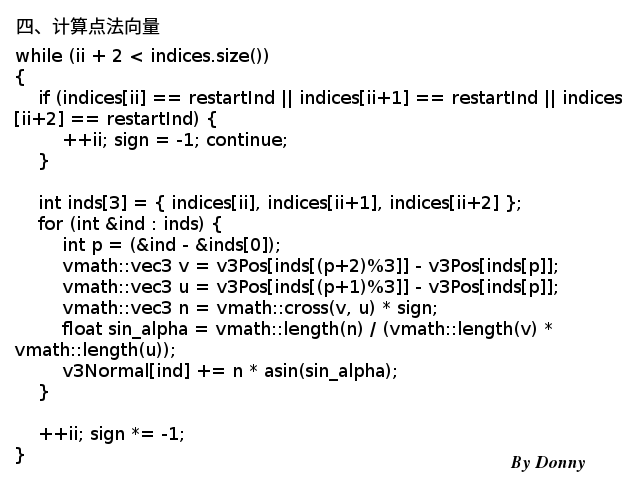 四、计算点法向量
while (ii + 2 < indices.size())
{
    if (indices[ii] == restartInd || indices[ii+1] == restartInd || indices
[ii+2] == restartInd) {
        ++ii; sign = -1; continue;
    }

    int inds[3] = { indices[ii], indices[ii+1], indices[ii+2] };
    for (int &ind : inds) {
        int p = (&ind - &inds[0]);
        vmath::vec3 v = v3Pos[inds[(p+2)%3]] - v3Pos[inds[p]];
        vmath::vec3 u = v3Pos[inds[(p+1)%3]] - v3Pos[inds[p]];
        vmath::vec3 n = vmath::cross(v, u) * sign;
        float sin_alpha = vmath::length(n) / (vmath::length(v) *
vmath::length(u));
        v3Normal[ind] += n * asin(sin_alpha);
    }

    ++ii; sign *= -1;
}
By Donny